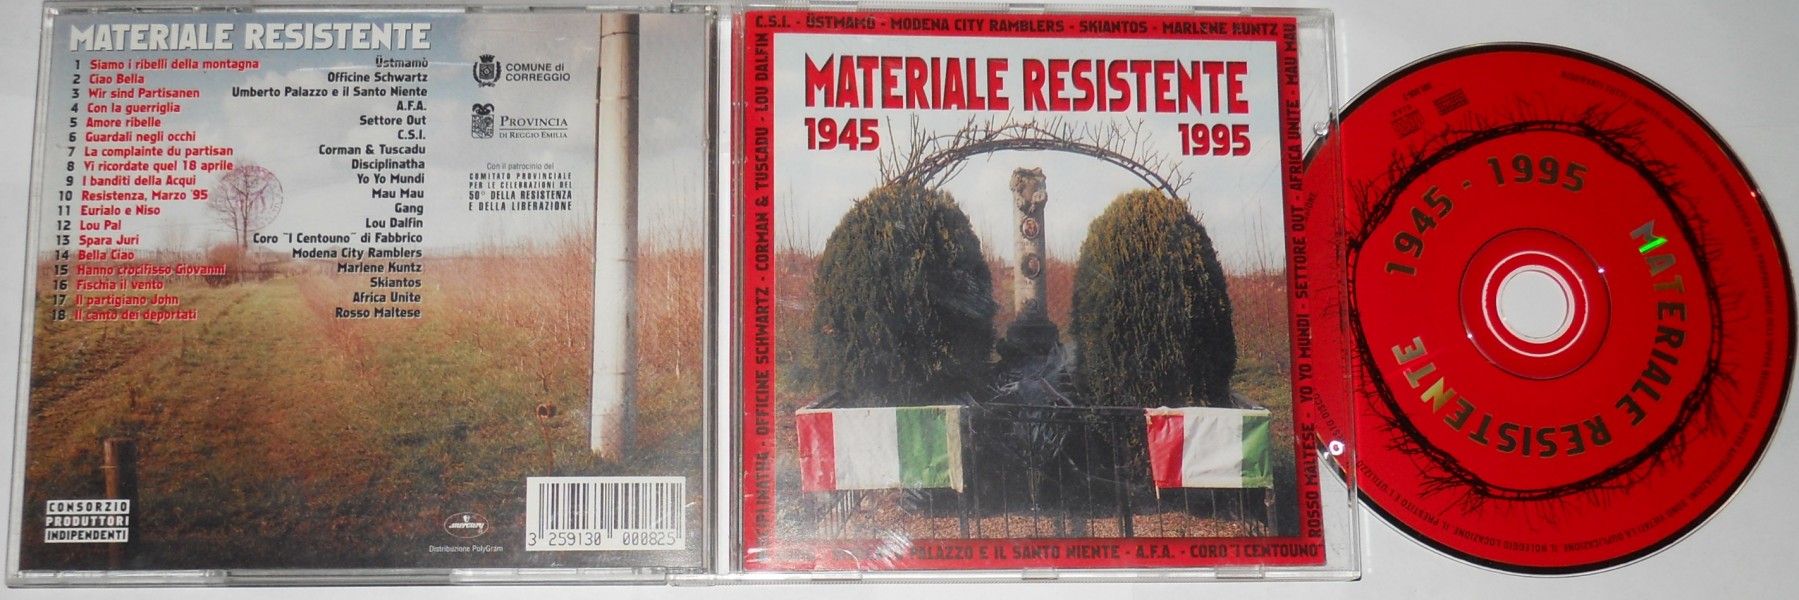 MATERIALE RESISTENTE
1 Siamo i ribelli della montagna Üstmamò
2 Ciao Bella Officine Schwartz
3 Wir sind Partisanen Umberto Palazzo e il Santo Niente
4 Con la guerriglia A.F.A.
5 Amore ribelle Settore Out
6 Guardali negli occhi C.S.I.
7 La complainte du partisan Corman & Tuscadu
8 Vi ricordate quel 18 aprile Disciplinatha
9 I banditi della Acqui Yo Yo Mundi
10 Resistenza, Marzo '95 Mau Mau
11 Eurialo e Niso Gang
12 Lou Pal Lou Dalfin
13 Spara Juri Coro "I Centouno" di Fabbrico
14 Bella Ciao Modena City Ramblers
15 Hanno crocifisso Giovanni Marlene Kuntz
16 Fischia il vento Skiantos
17 Il partigiano John Africa Unite
18 Il canto dei deportati Rosso Maltese
COMUNE DI
CORREGGIO
PROVINCIA
DI REGGIO EMILIA
Con il patrocinio del
COMITATO PROVINCIALE
PER LE CELEBRAZIONI DEL
50° DELLA RESISTENZA
E DELLA LIBERAZIONE
CONSORZIO
PRODUTTORI
INDIPENDENTI
mercury
Distribuzione PolyGram
3 259130 000825
C.S.I. - ÜSTMAMÒ - MODENA CITY RAMBLERS - SKIANTOS - MARLENE KUNTZ
AFRICA UNITE - MAU MAU
ROSSO MALTESE - YO YO MUNDI - SETTORE OUT
OFFICINE SCHWARTZ - CORMAN & TUSCADU - LOU DALFIN
PALAZZO E IL SANTO NIENTE - A.F.A. - CORO "I CENTOUNO"
MATERIALE RESISTENTE
1945 1995
1945 - 1995
MATERIALE RESISTENTE